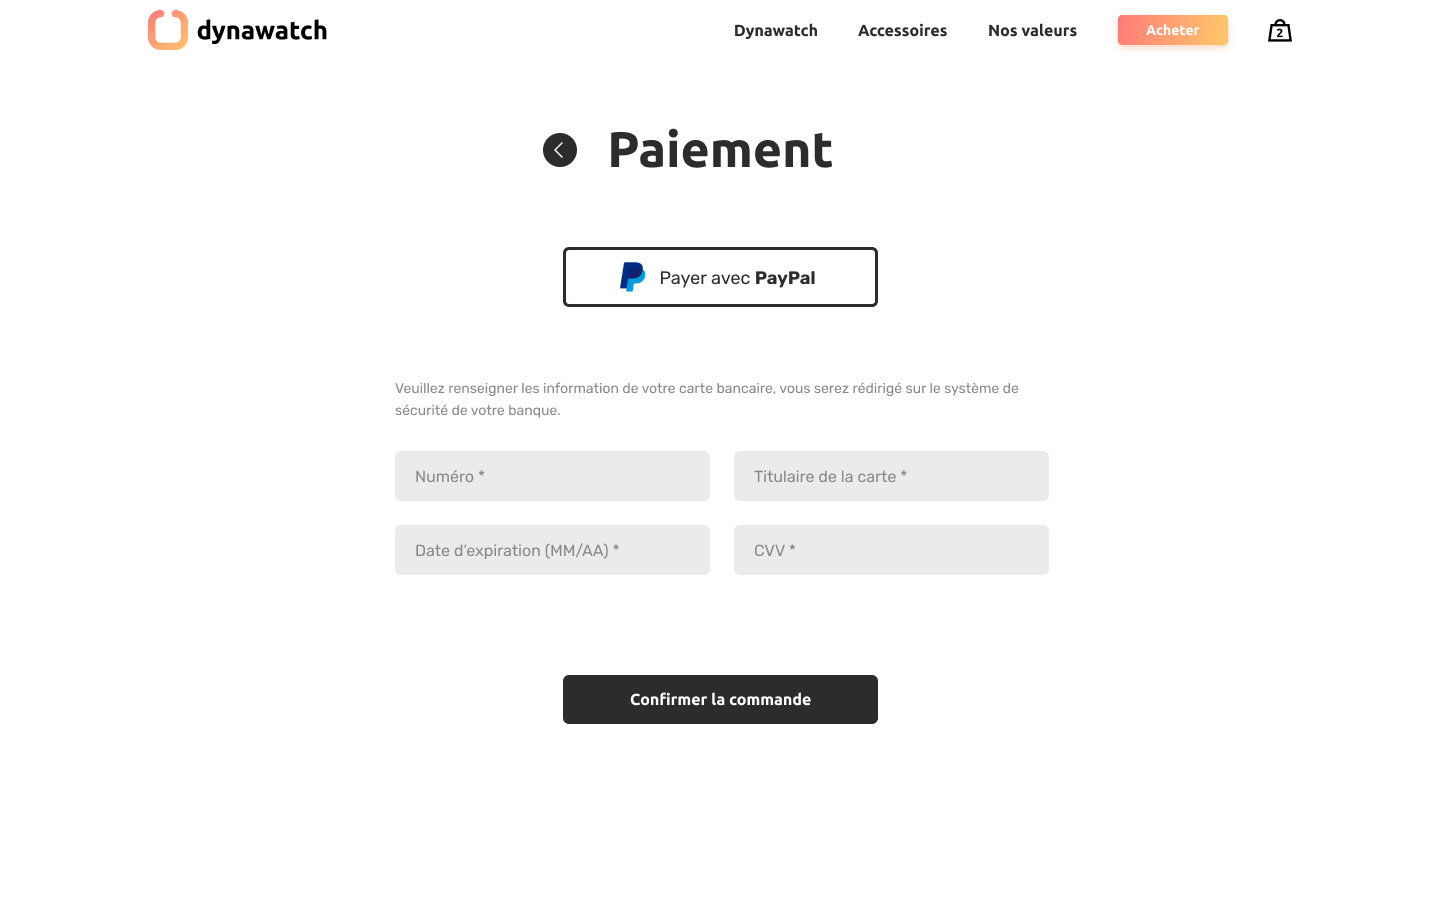 dynawatch
Dynawatch
Accessoires
Nos valeurs
Acheter
2
Paiement
Payer avec PayPal
Veuillez renseigner les information de votre carte bancaire, vous serez rédirigé sur le système de
sécurité de votre banque.
Numéro *
Titulaire de la carte *
Date d’expiration (MM/AA) *
CVV *
Confirmer la commande